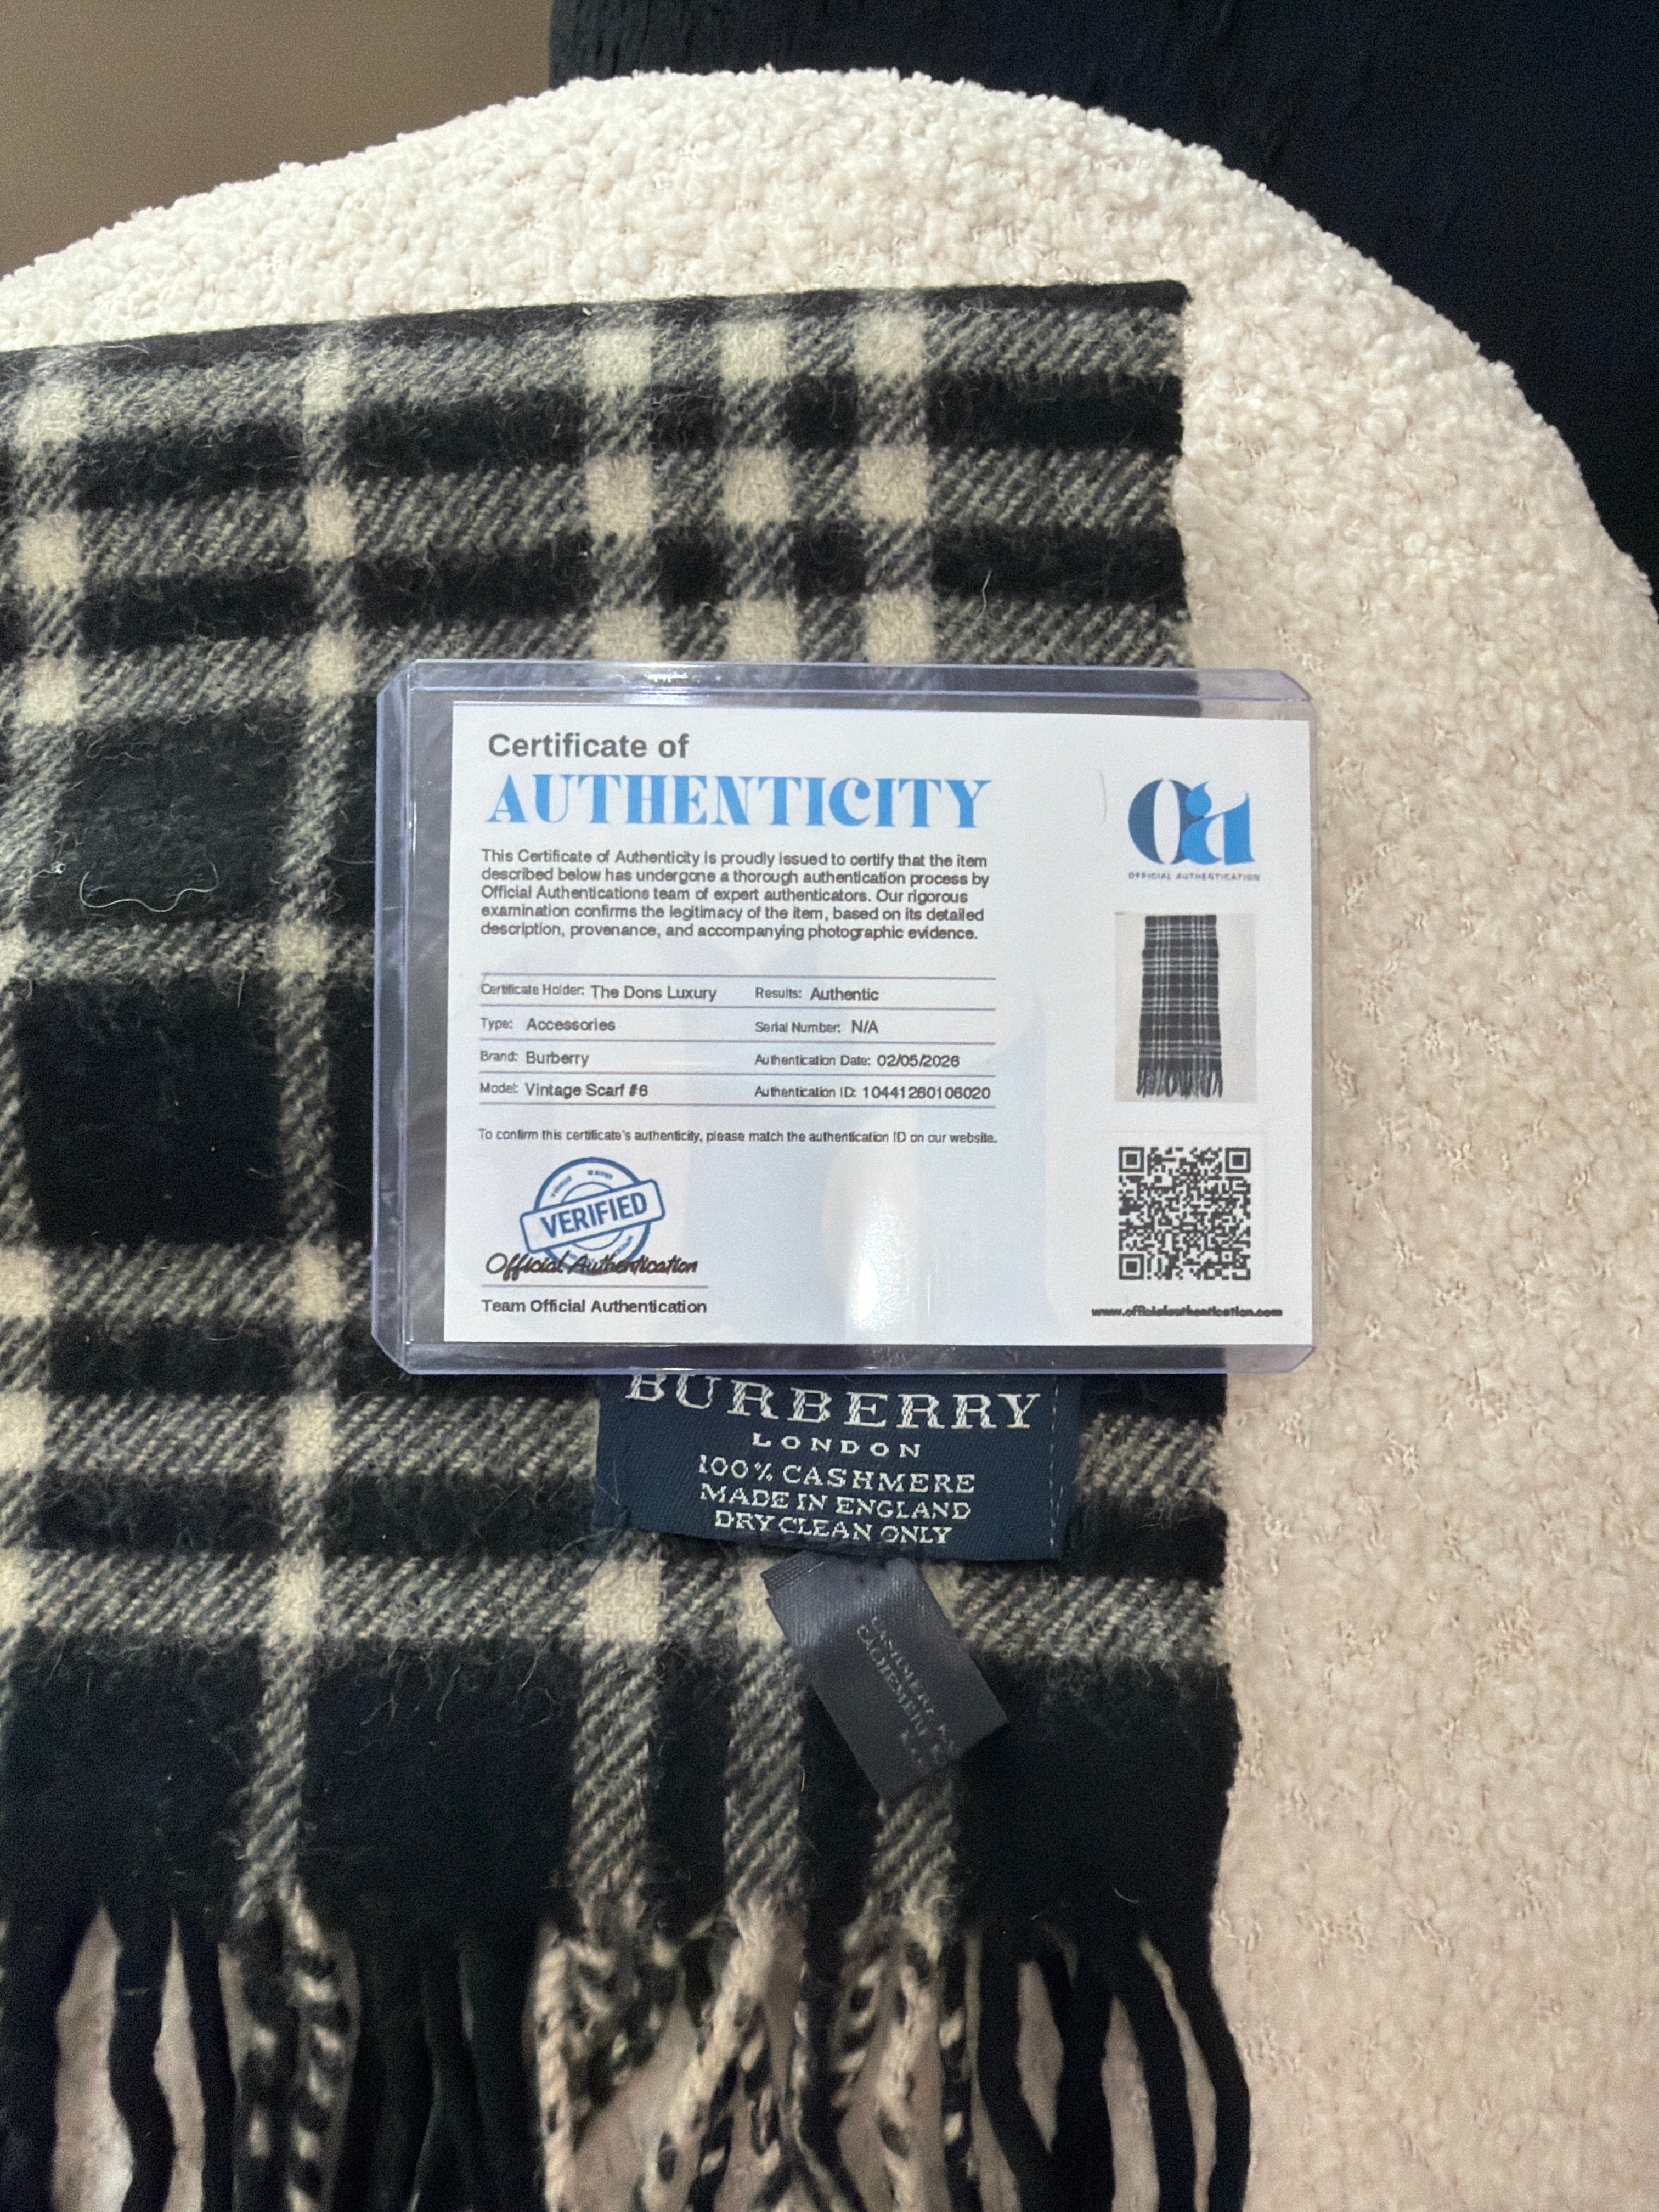 Certificate of
AUTHENTICITY
Oa
OFFICIAL AUTHENTICATION
This Certificate of Authenticity is proudly issued to certify that the item
described below has undergone a thorough authentication process by
Official Authentications team of expert authenticators. Our rigorous
examination confirms the legitimacy of the item, based on its detailed
description, provenance, and accompanying photographic evidence.
Certificate Holder: The Dons Luxury Results: Authentic
Type: Accessories Serial Number: N/A
Brand: Burberry Authentication Date: 02/05/2026
Model: Vintage Scarf #6 Authentication ID: 10441260106020
To confirm this certificate's authenticity, please match the authentication ID on our website.
VERIFIED
Official Authentication
Team Official Authentication
www.officialauthentication.com
BURBERRY
LONDON
100% CASHMERE
MADE IN ENGLAND
DRY CLEAN ONLY